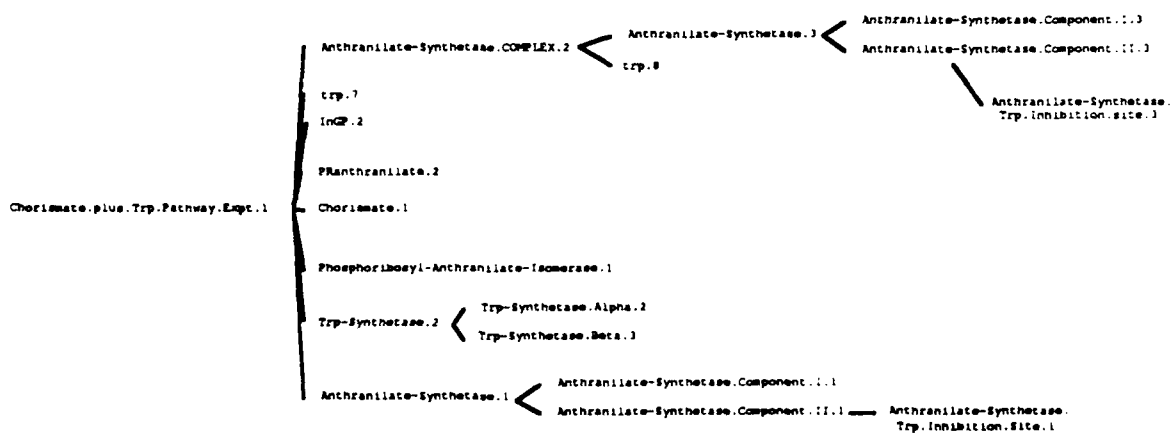 Anthranilate-Synthetase.Component.I.3
Anthranilate-Synthetase.3
Anthranilate-Synthetase.COMPLEX.2
Anthranilate-Synthetase.Component.II.3
trp.8
trp.7
Anthranilate-Synthetase.
Trp.Inhibition.site.3
InGP.2
PRanthranilate.2
Chorismate.plus.Trp.Pathway.Expt.1
Chorismate.1
Phosphoribosyl-Anthranilate-Isomerase.1
Trp-Synthetase.Alpha.2
Trp-Synthetase.2
Trp-Synthetase.Beta.3
Anthranilate-Synthetase.Component.I.1
Anthranilate-Synthetase.1
Anthranilate-Synthetase.Component.II.1
Anthranilate-Synthetase.
Trp.Inhibition.Site.1